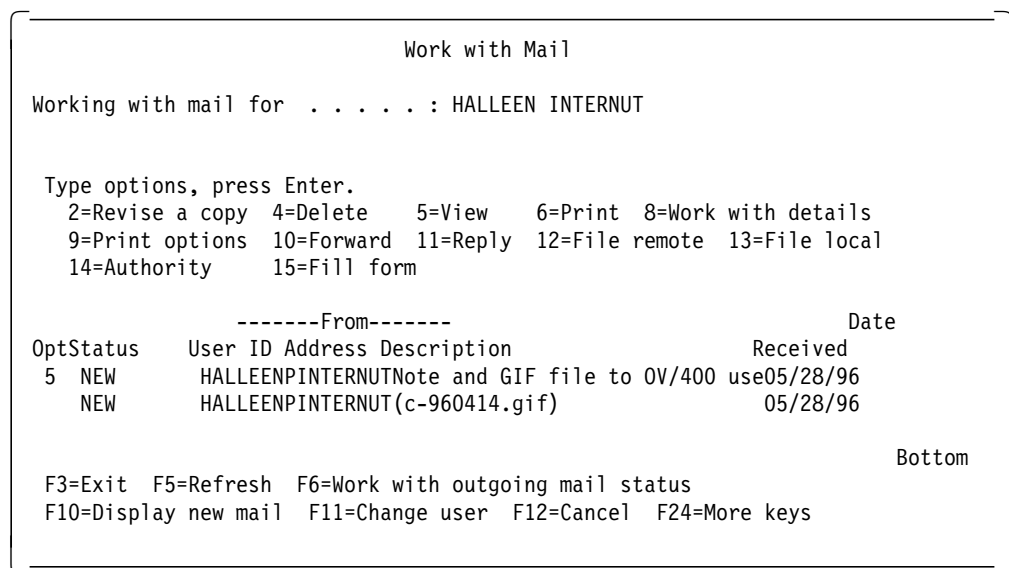 Work with Mail
Working with mail for . . . . . : HALLEEN INTERNUT
Type options, press Enter.
2=Revise a copy 4=Delete 5=View 6=Print 8=Work with details
9=Print options 10=Forward 11=Reply 12=File remote 13=File local
14=Authority 15=Fill form
-------From------- Date
OptStatus User ID Address Description Received
5 NEW HALLEENPINTERNUTNote and GIF file to OV/400 use05/28/96
NEW HALLEENPINTERNUT(c-960414.gif) 05/28/96
Bottom
F3=Exit F5=Refresh F6=Work with outgoing mail status
F10=Display new mail F11=Change user F12=Cancel F24=More keys